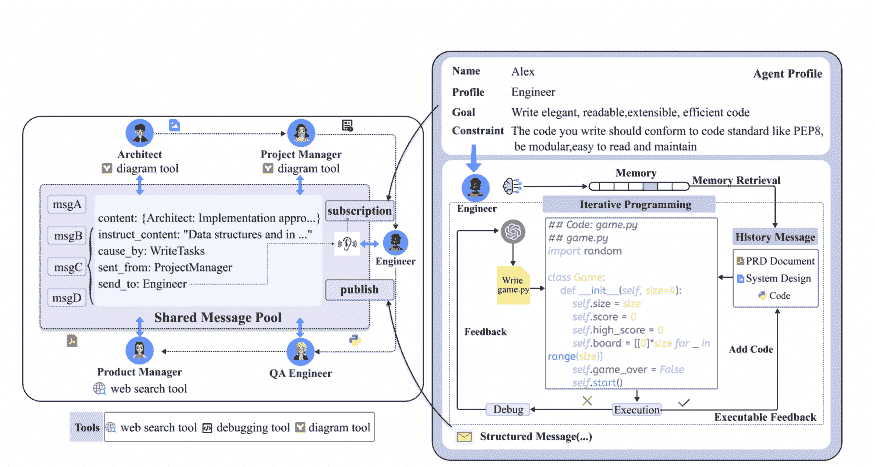 Architect
diagram tool
Project Manager
diagram tool
msgA
msgB
msgC
msgD
content: {Architect: Implementation appro...}
instruct_content: "Data structures and in ..."
cause_by: WriteTasks
sent_from: ProjectManager
send_to: Engineer
Shared Message Pool
subscription
publish
Engineer
Product Manager
web search tool
QA Engineer
Tools
web search tool
debugging tool
diagram tool
Agent Profile
Name Alex
Profile Engineer
Goal Write elegant, readable,extensible, efficient code
Constraint The code you write should conform to code standard like PEP8,
be modular,easy to read and maintain
Engineer
Memory
Memory Retrieval
Iterative Programming
Write
game.py
## Code: game.py
## game.py
import random
class Game:
def __init__(self, size=4):
self.size = size
self.score = 0
self.high_score = 0
self.board = [[0]*size for _ in
range(size)]
self.game_over = False
self.start()
History Message
PRD Document
System Design
Code
Feedback
Add Code
Debug
Execution
Executable Feedback
Structured Message(...)